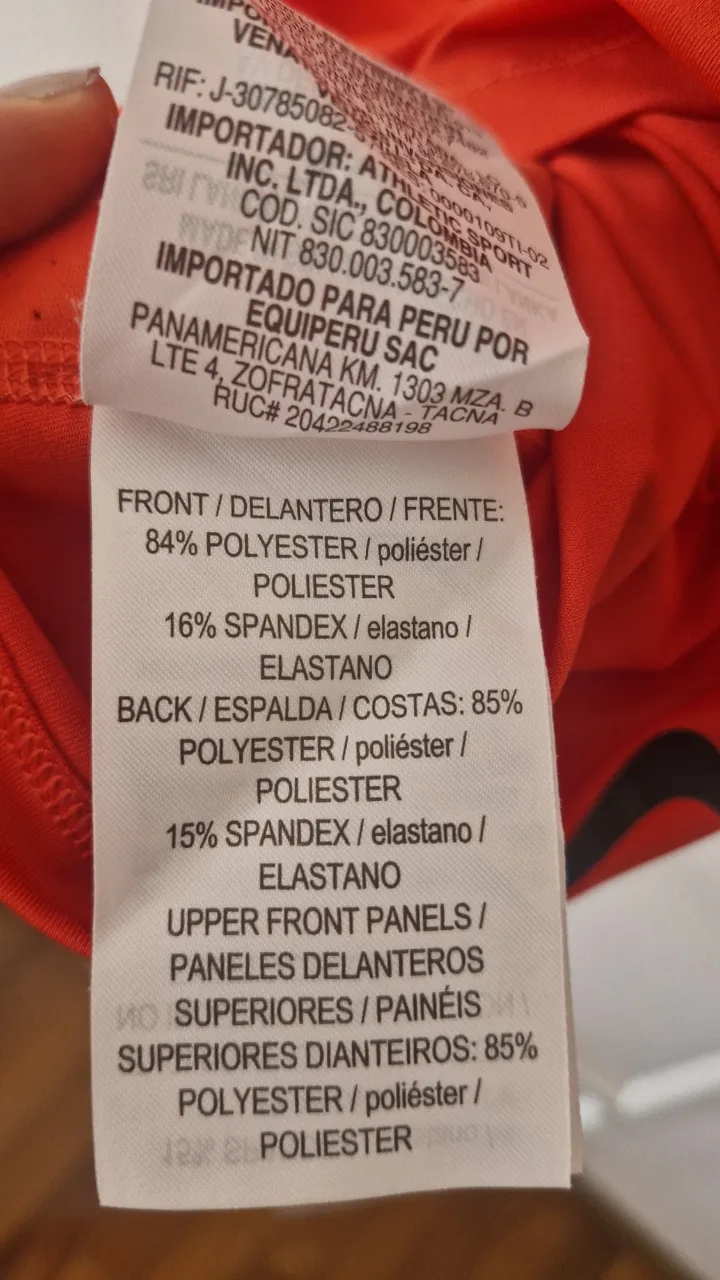 RIF: J-30785082-
IMPORTADOR: ATHLETIC SPORT
INC. LTDA., COLOMBIA
COD. SIC 830003583
NIT 830.003.583-7
IMPORTADO PARA PERU POR
EQUIPERU SAC
PANAMERICANA KM. 1303 MZA. B
LTE 4, ZOFRATACNA - TACNA
RUC# 20422488198
FRONT / DELANTERO / FRENTE:
84% POLYESTER / poliéster /
POLIESTER
16% SPANDEX / elastano /
ELASTANO
BACK / ESPALDA / COSTAS: 85%
POLYESTER / poliéster /
POLIESTER
15% SPANDEX / elastano /
ELASTANO
UPPER FRONT PANELS /
PANELES DELANTEROS
SUPERIORES / PAINÉIS
SUPERIORES DIANTEIROS: 85%
POLYESTER / poliéster /
POLIESTER